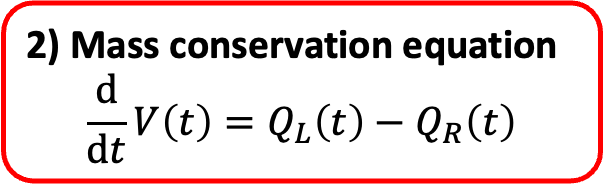 2) Mass conservation equation
d/dt V(t) = Q_L(t) − Q_R(t)